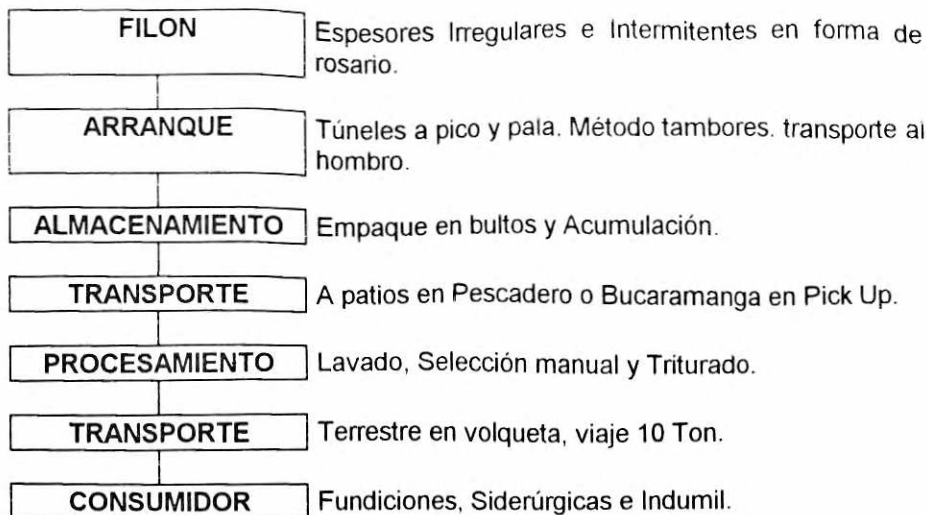 FILON
Espesores Irregulares e Intermitentes en forma de
rosario.
ARRANQUE
Túneles a pico y pala. Método tambores. transporte al
hombro.
ALMACENAMIENTO
Empaque en bultos y Acumulación.
TRANSPORTE
A patios en Pescadero o Bucaramanga en Pick Up.
PROCESAMIENTO
Lavado, Selección manual y Triturado.
TRANSPORTE
Terrestre en volqueta, viaje 10 Ton.
CONSUMIDOR
Fundiciones, Siderúrgicas e Indumil.